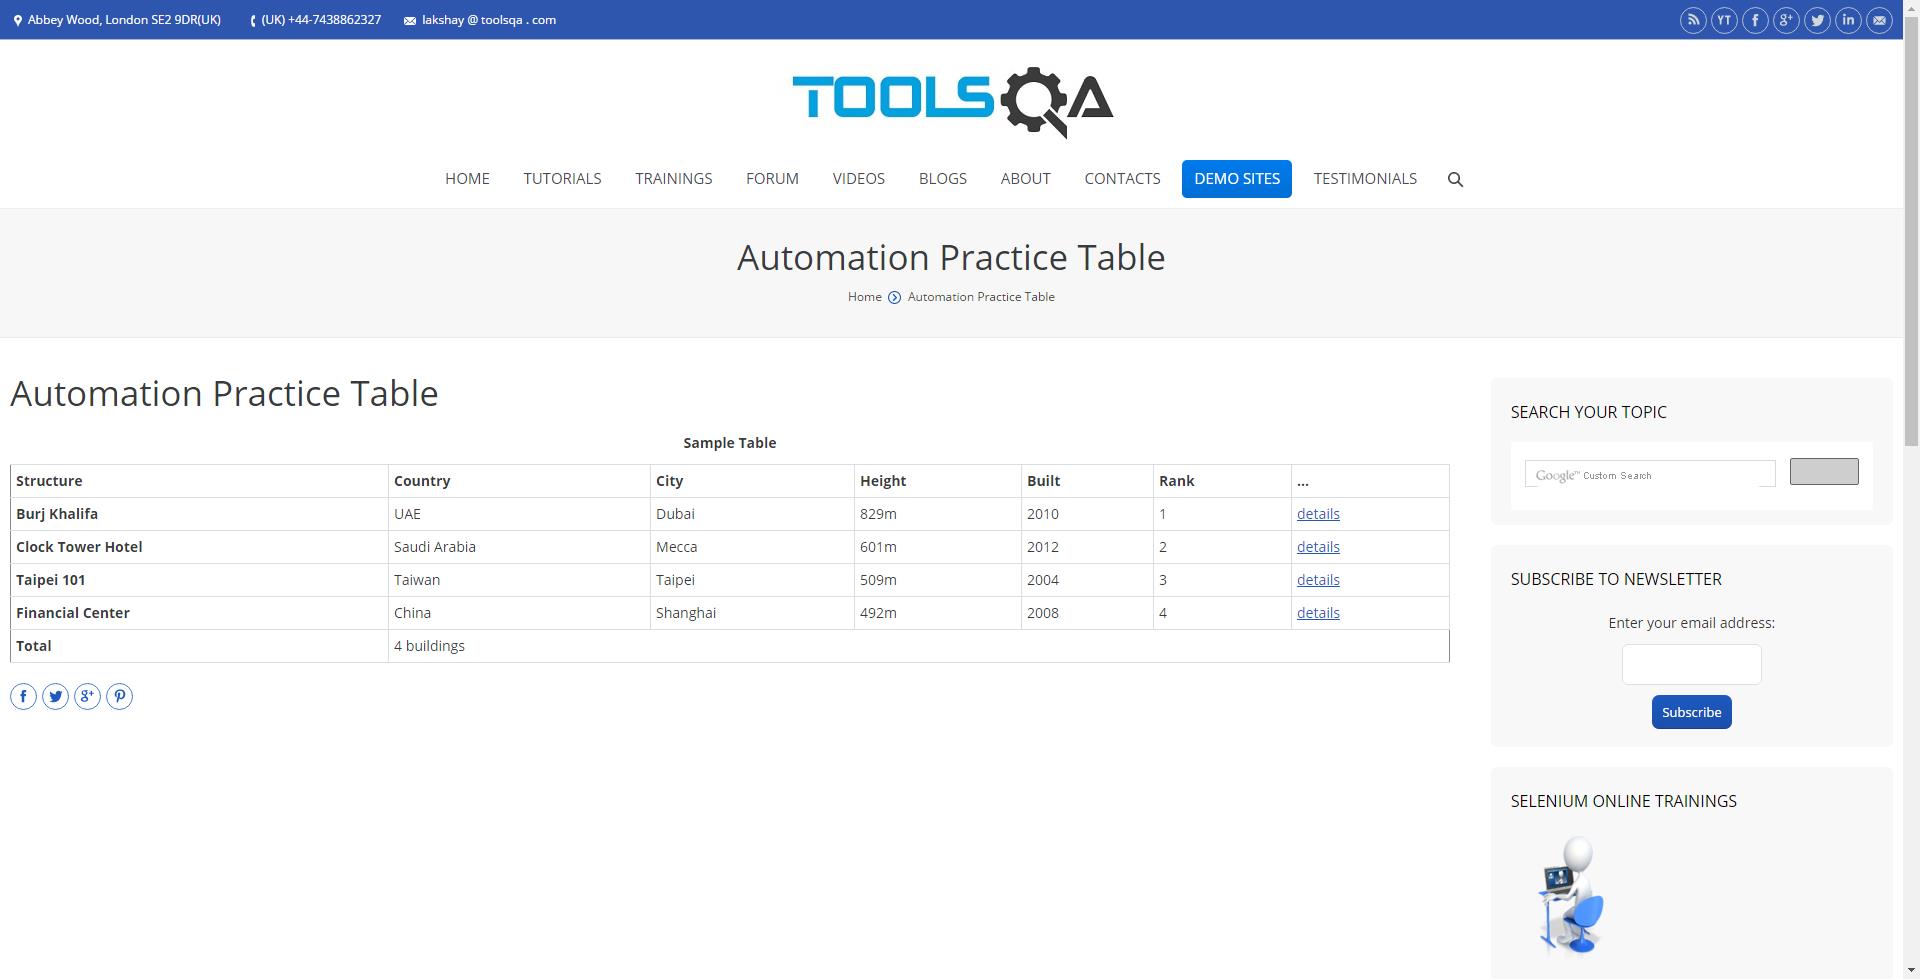 Abbey Wood, London SE2 9DR(UK) (UK) +44-7438862327 lakshay @ toolsqa . com YT f g+ in
TOOLSQA
HOME TUTORIALS TRAININGS FORUM VIDEOS BLOGS ABOUT CONTACTS DEMO SITES TESTIMONIALS
Automation Practice Table
Home Automation Practice Table
Automation Practice Table
Sample Table
Structure Country City Height Built Rank ...
Burj Khalifa UAE Dubai 829m 2010 1 details
Clock Tower Hotel Saudi Arabia Mecca 601m 2012 2 details
Taipei 101 Taiwan Taipei 509m 2004 3 details
Financial Center China Shanghai 492m 2008 4 details
Total 4 buildings
f g+
SEARCH YOUR TOPIC
Google™ Custom Search
SUBSCRIBE TO NEWSLETTER
Enter your email address:
Subscribe
SELENIUM ONLINE TRAININGS